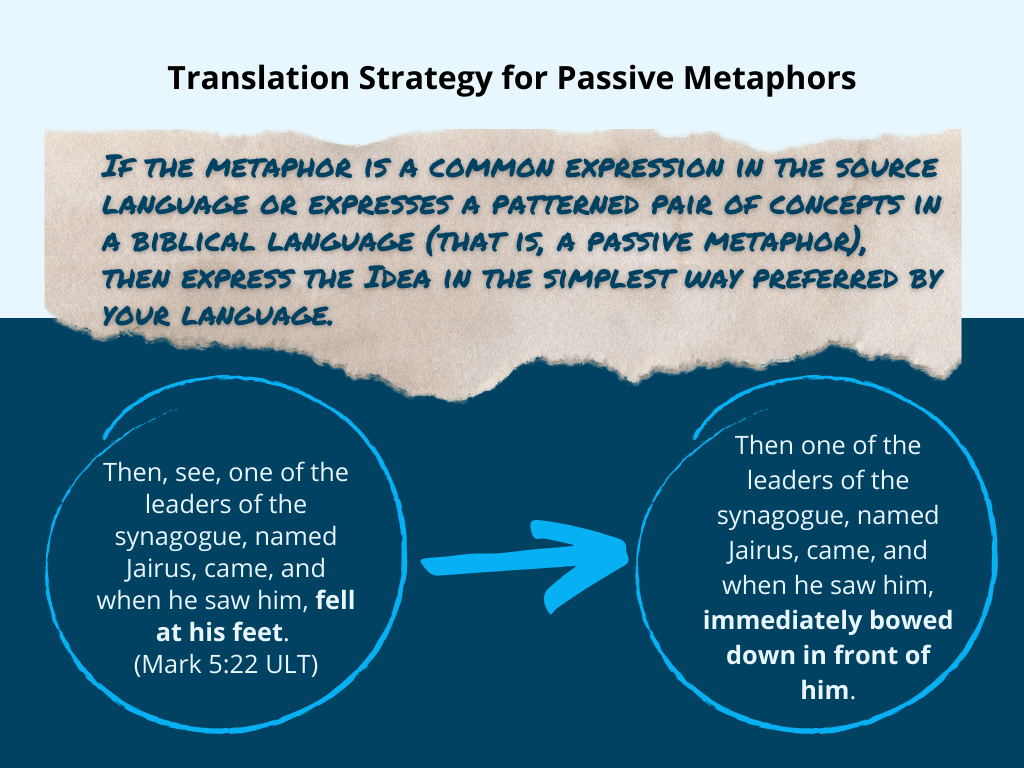 Translation Strategy for Passive Metaphors
If the metaphor is a common expression in the source
language or expresses a patterned pair of concepts in
a biblical language (that is, a passive metaphor),
then express the Idea in the simplest way preferred by
your language.
Then, see, one of the
leaders of the
synagogue, named
Jairus, came, and
when he saw him, fell
at his feet.
(Mark 5:22 ULT)
Then one of the
leaders of the
synagogue, named
Jairus, came, and
when he saw him,
immediately bowed
down in front of
him.